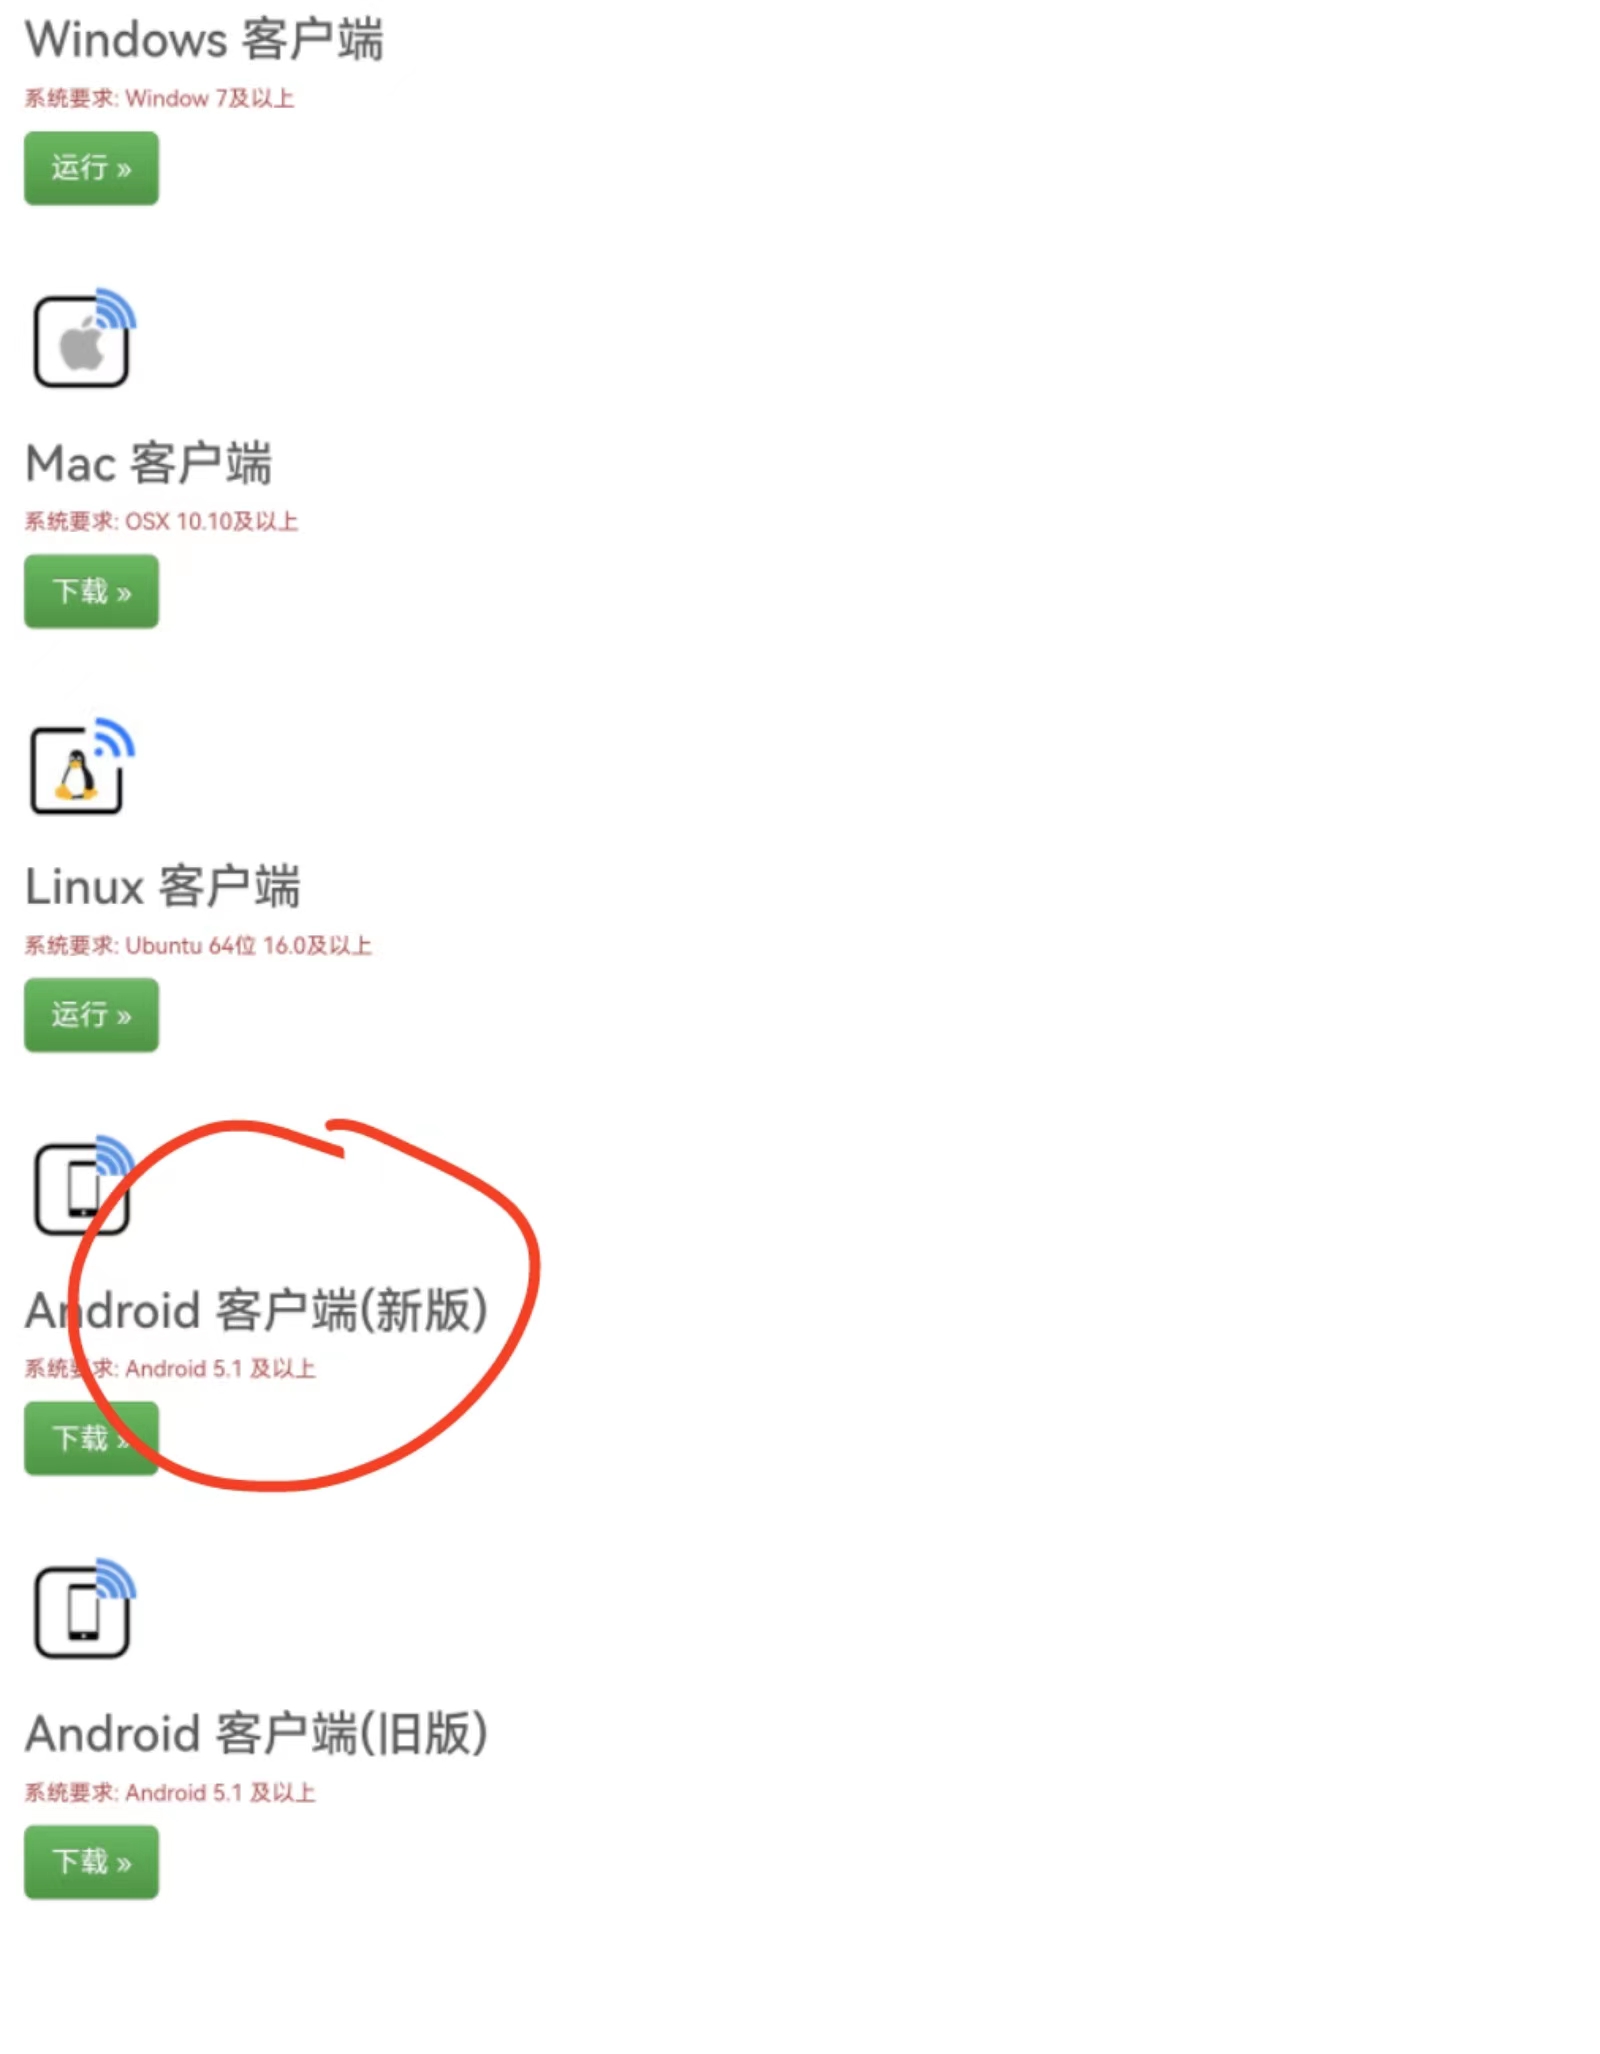 Windows 客户端
系统要求: Window 7及以上
运行 »
Mac 客户端
系统要求: OSX 10.10及以上
下载 »
Linux 客户端
系统要求: Ubuntu 64位 16.0及以上
运行 »
Android 客户端(新版)
系统要求: Android 5.1 及以上
下载 »
Android 客户端(旧版)
系统要求: Android 5.1 及以上
下载 »